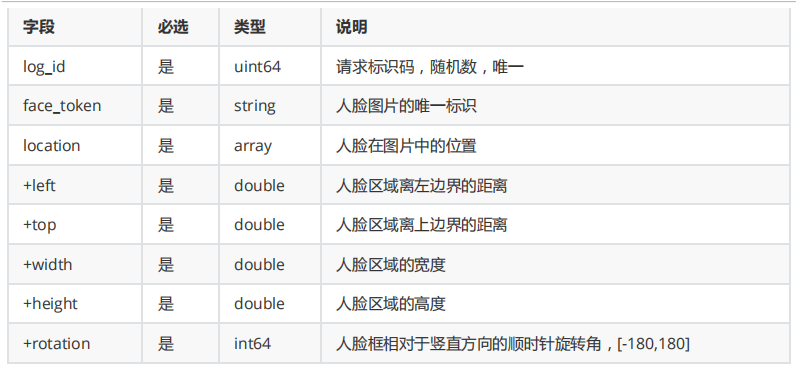 字段 必选 类型 说明
log_id 是 uint64 请求标识码，随机数，唯一
face_token 是 string 人脸图片的唯一标识
location 是 array 人脸在图片中的位置
+left 是 double 人脸区域离左边界的距离
+top 是 double 人脸区域离上边界的距离
+width 是 double 人脸区域的宽度
+height 是 double 人脸区域的高度
+rotation 是 int64 人脸框相对于竖直方向的顺时针旋转角，[-180,180]